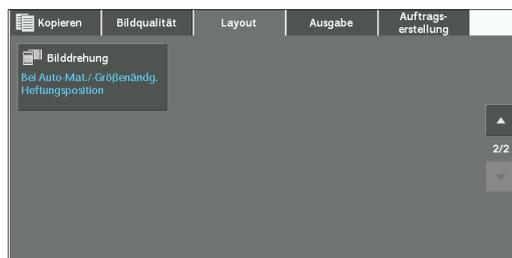 Kopieren
Bildqualität
Layout
Ausgabe
Auftrags-
erstellung
Bilddrehung
Bei Auto-Mat./-Größenändg.
Heftungsposition
2/2